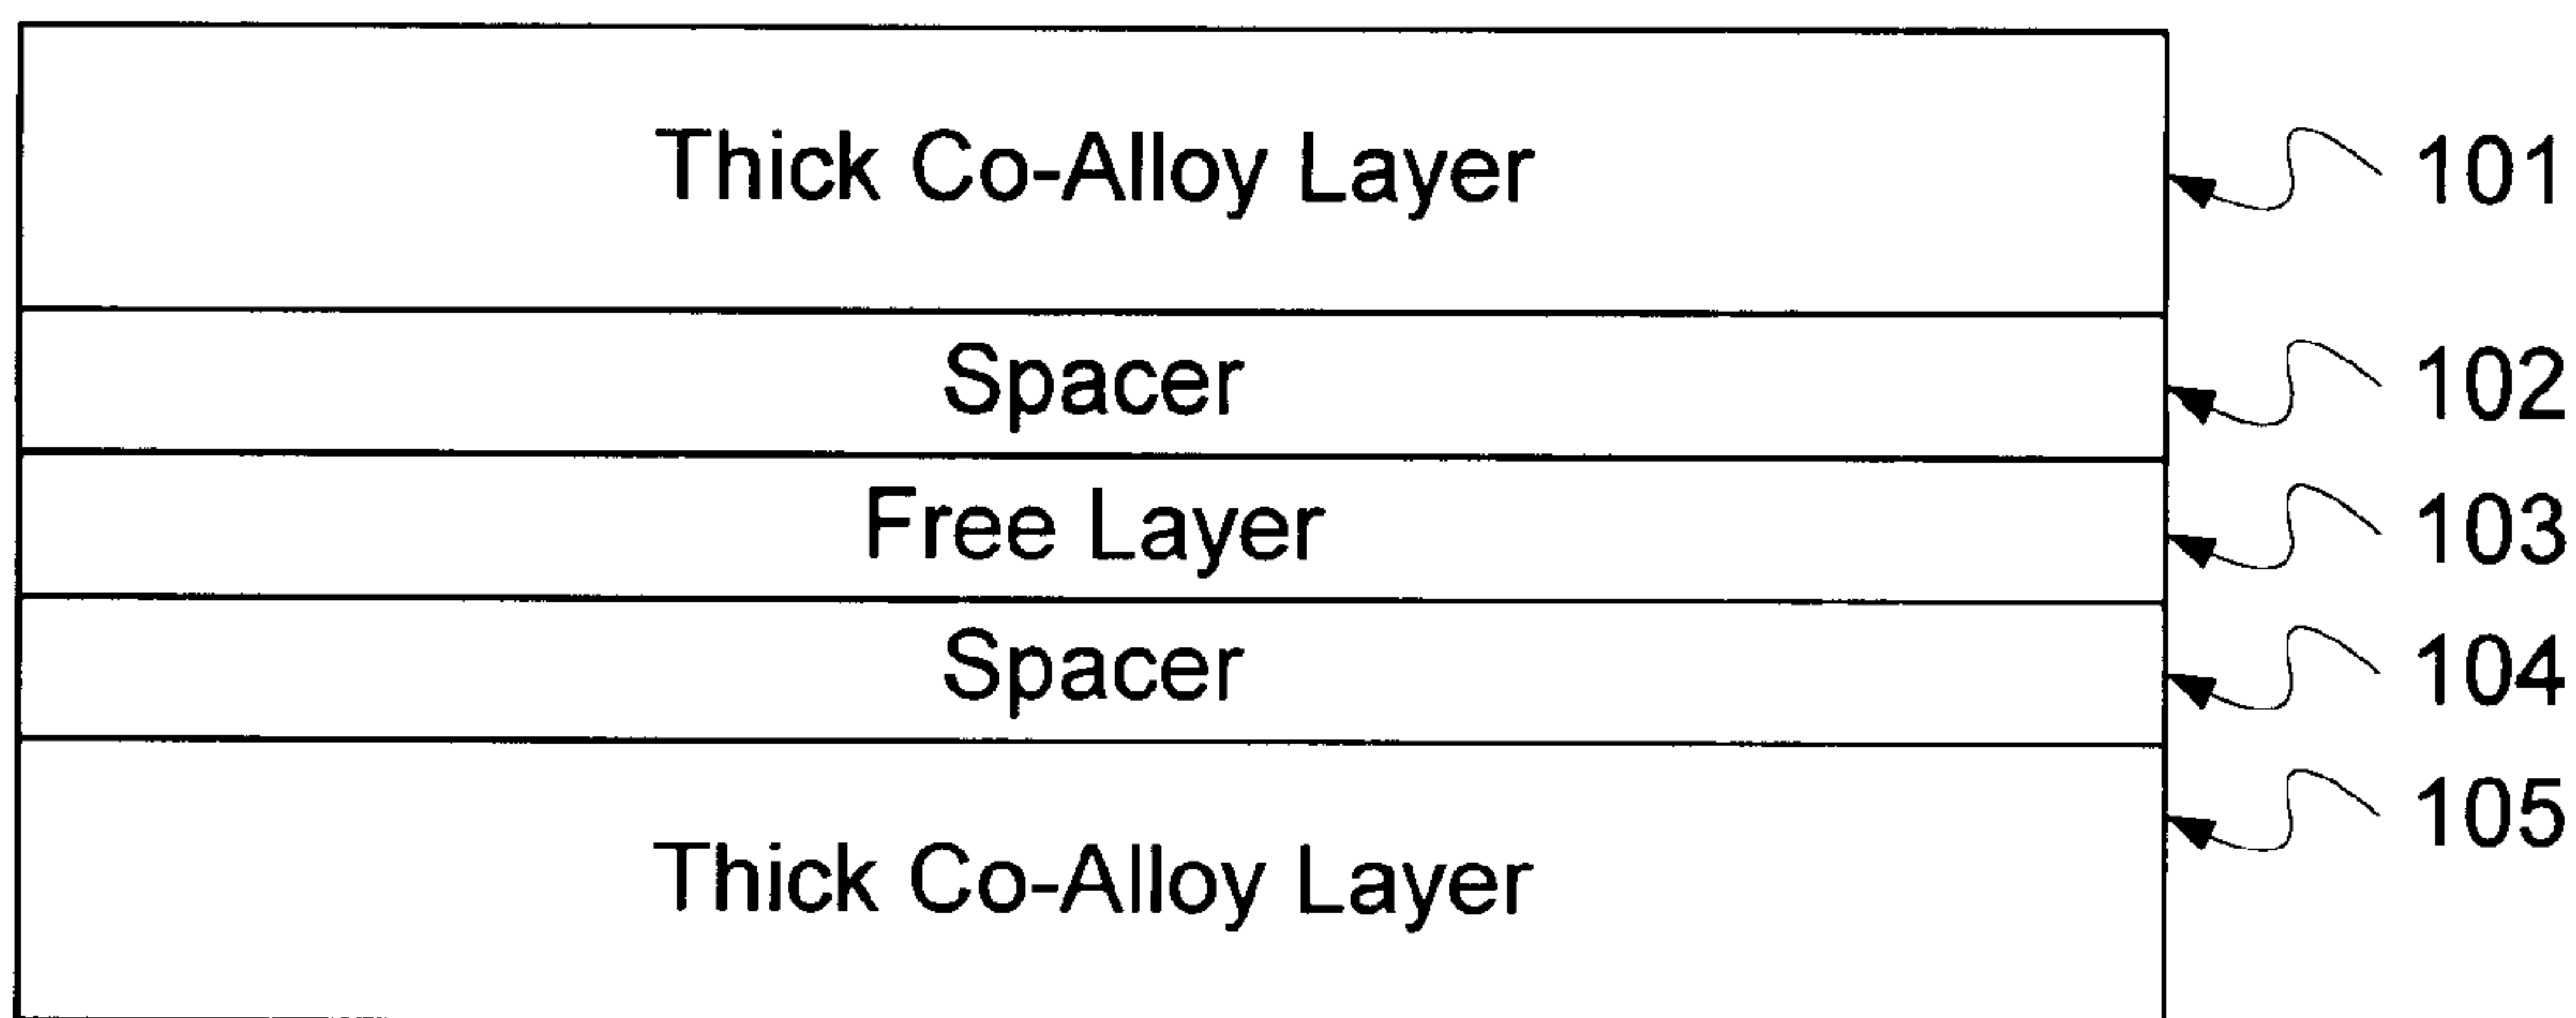 Thick Co-Alloy Layer 101
Spacer 102
Free Layer 103
Spacer 104
Thick Co-Alloy Layer 105